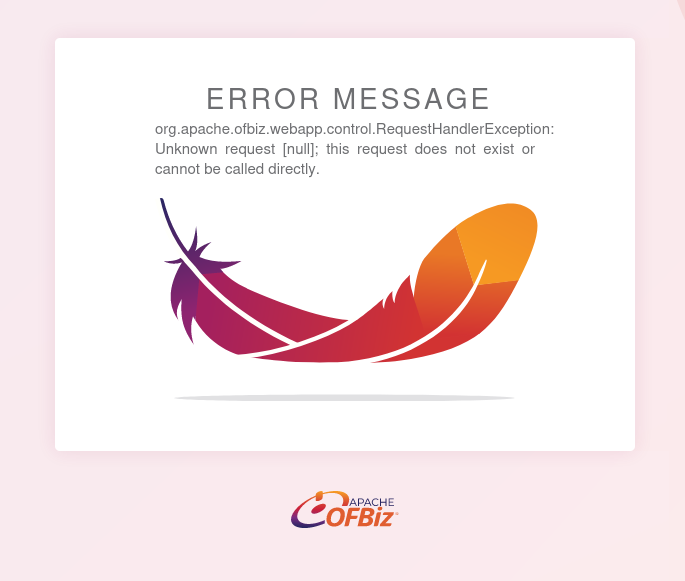 ERROR MESSAGE
org.apache.ofbiz.webapp.control.RequestHandlerException:
Unknown request [null]; this request does not exist or
cannot be called directly.
APACHE
OFBiz